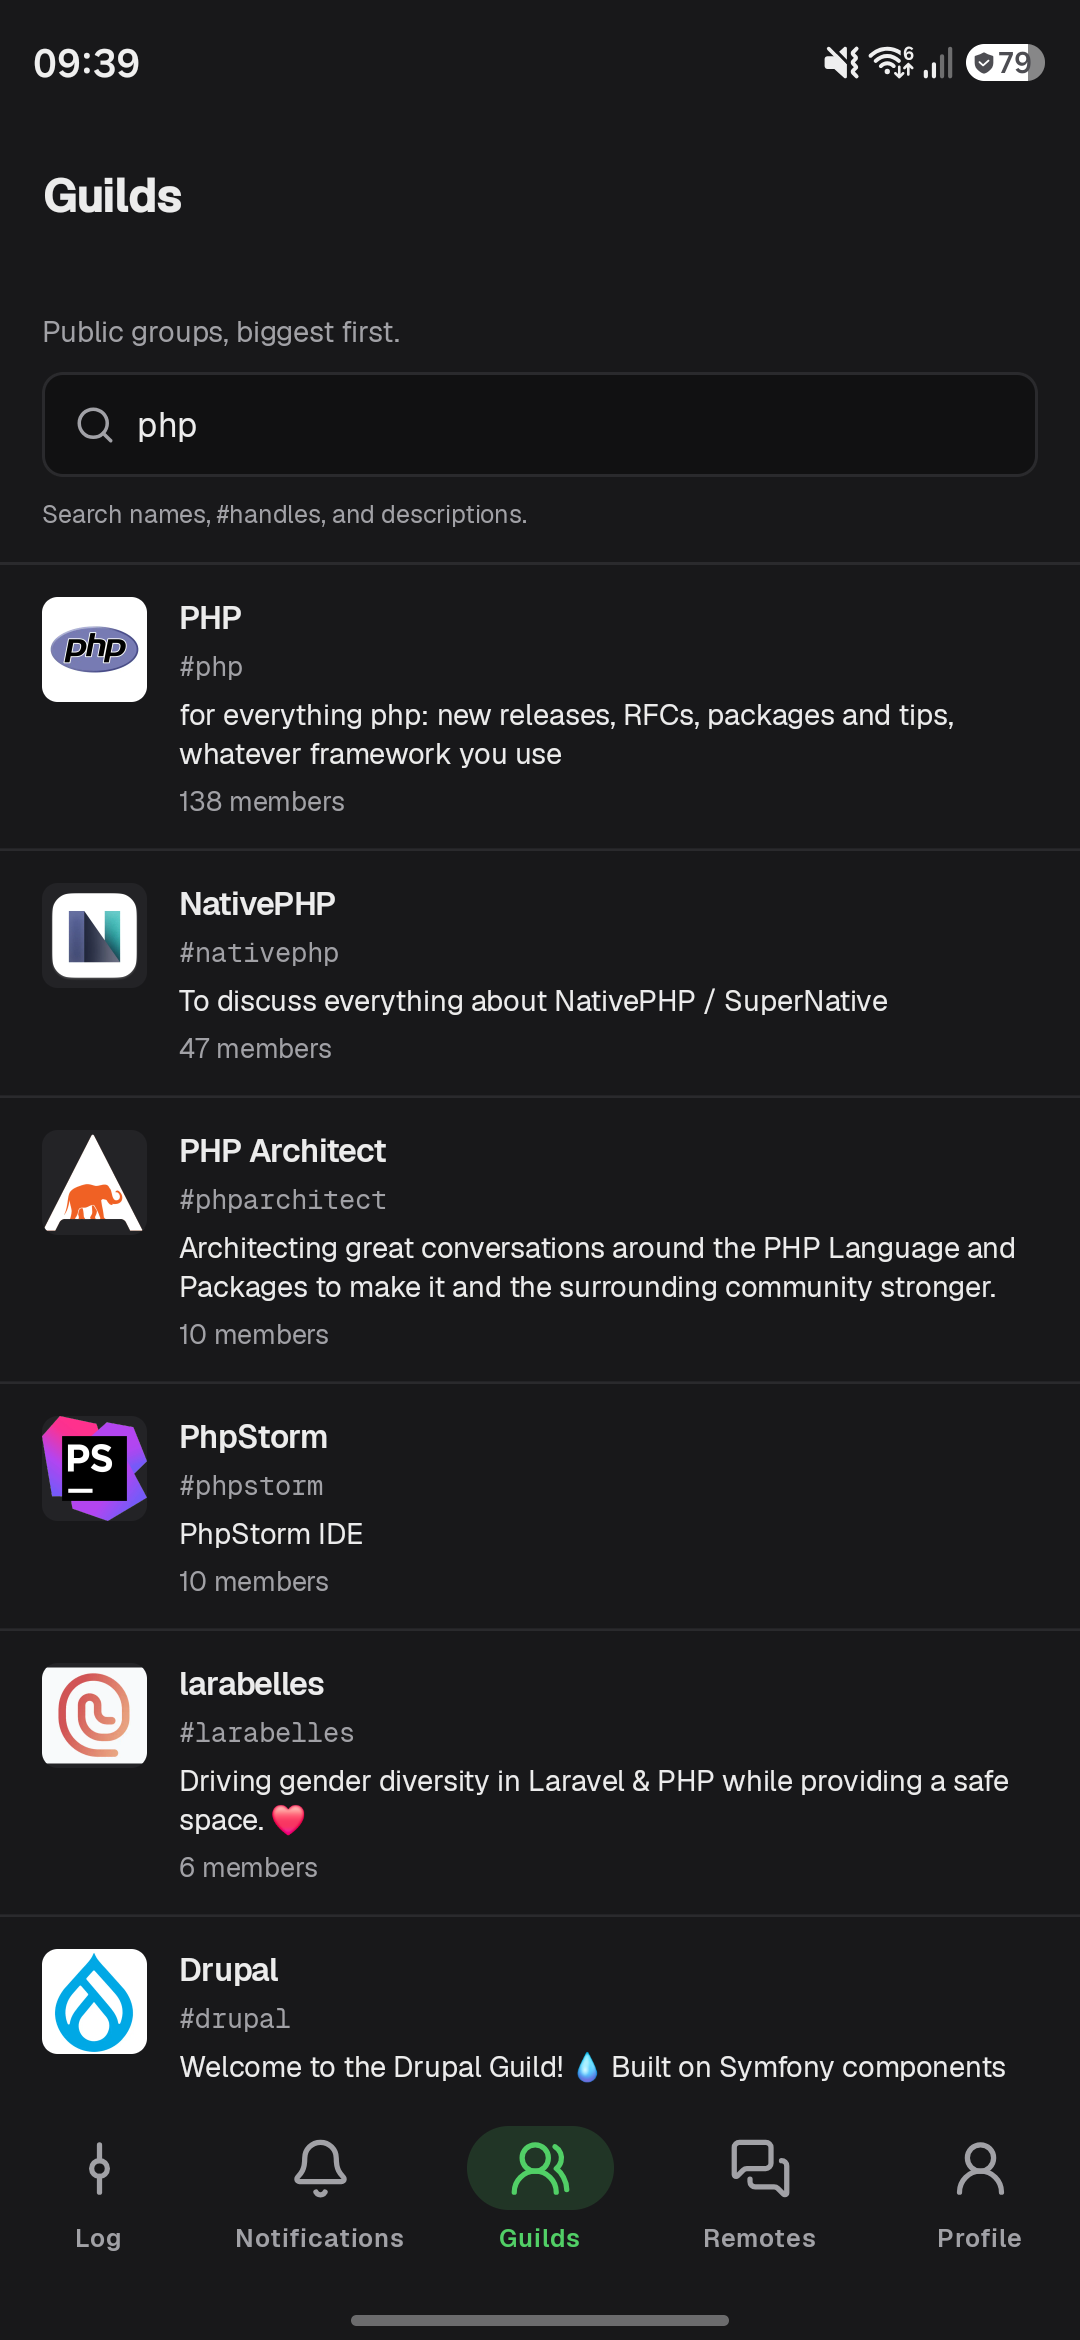 09:39
6
79
Guilds
Public groups, biggest first.
php
Search names, #handles, and descriptions.
php
PHP
#php
for everything php: new releases, RFCs, packages and tips,
whatever framework you use
138 members
N
NativePHP
#nativephp
To discuss everything about NativePHP / SuperNative
47 members
PHP Architect
#phparchitect
Architecting great conversations around the PHP Language and
Packages to make it and the surrounding community stronger.
10 members
PS
PhpStorm
#phpstorm
PhpStorm IDE
10 members
larabelles
#larabelles
Driving gender diversity in Laravel & PHP while providing a safe
space. ❤️
6 members
Drupal
#drupal
Welcome to the Drupal Guild! 💧 Built on Symfony components
Log
Notifications
Guilds
Remotes
Profile